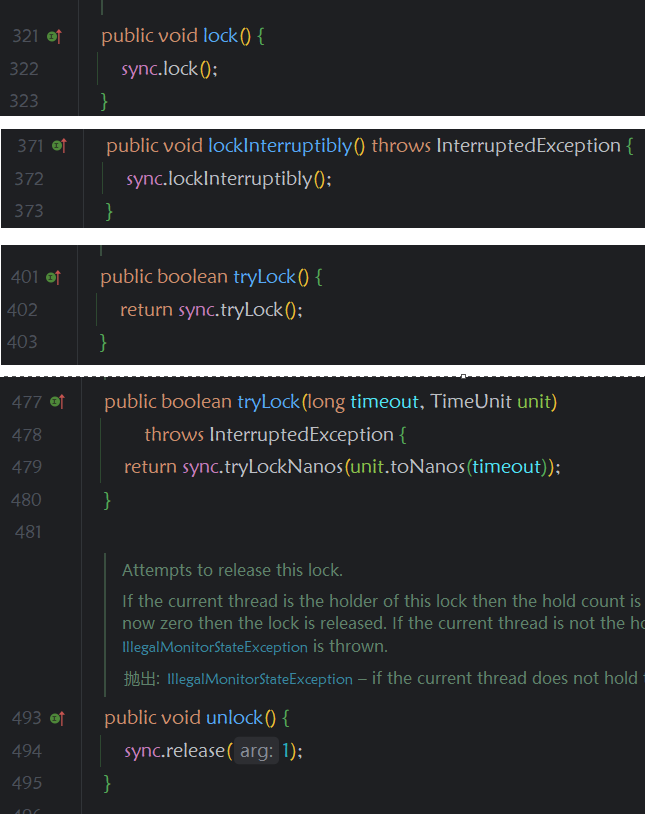 321 public void lock() {
322 sync.lock();
323 }
371 public void lockInterruptibly() throws InterruptedException {
372 sync.lockInterruptibly();
373 }
401 public boolean tryLock() {
402 return sync.tryLock();
403 }
477 public boolean tryLock(long timeout, TimeUnit unit)
478 throws InterruptedException {
479 return sync.tryLockNanos(unit.toNanos(timeout));
480 }
481
Attempts to release this lock.
If the current thread is the holder of this lock then the hold count is
now zero then the lock is released. If the current thread is not the
IllegalMonitorStateException is thrown.
抛出: IllegalMonitorStateException – if the current thread does not hold
493 public void unlock() {
494 sync.release( arg: 1);
495 }